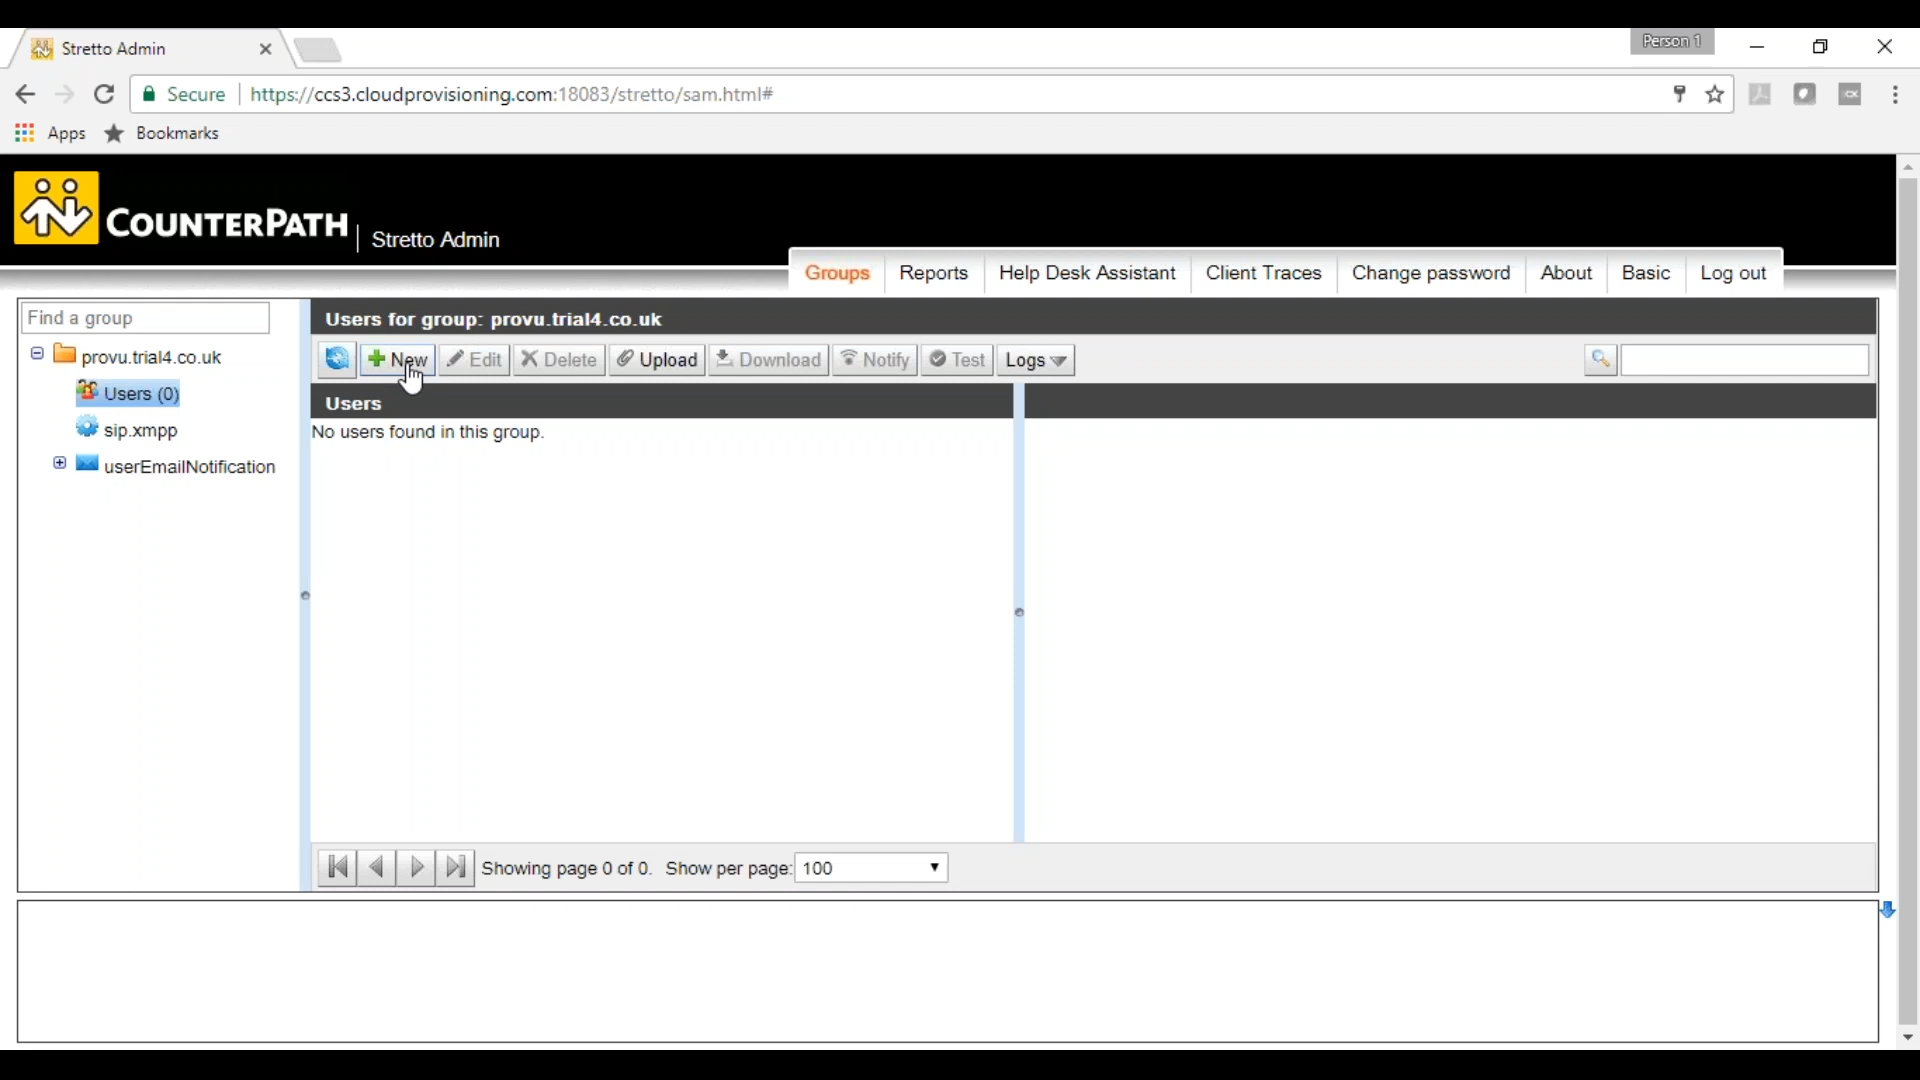 Stretto Admin
Person 1
Secure https://ccs3.cloudprovisioning.com:18083/stretto/sam.html#
Apps Bookmarks
COUNTERPATH Stretto Admin
Groups Reports Help Desk Assistant Client Traces Change password About Basic Log out
Find a group
Users for group: provu.trial4.co.uk
provu.trial4.co.uk
New Edit Delete Upload Download Notify Test Logs
Users (0)
Users
sip.xmpp
No users found in this group.
userEmailNotification
Showing page 0 of 0. Show per page: 100